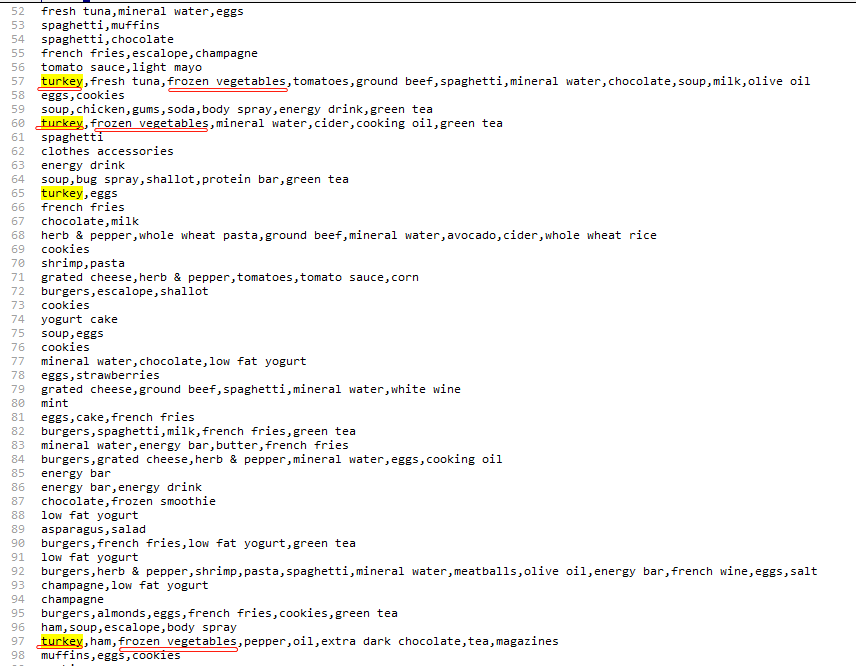 52 fresh tuna,mineral water,eggs
53 spaghetti,muffins
54 spaghetti,chocolate
55 french fries,escalope,champagne
56 tomato sauce,light mayo
57 turkey,fresh tuna,frozen vegetables,tomatoes,ground beef,spaghetti,mineral water,chocolate,soup,milk,olive oil
58 eggs,cookies
59 soup,chicken,gums,soda,body spray,energy drink,green tea
60 turkey,frozen vegetables,mineral water,cider,cooking oil,green tea
61 spaghetti
62 clothes accessories
63 energy drink
64 soup,bug spray,shallot,protein bar,green tea
65 turkey,eggs
66 french fries
67 chocolate,milk
68 herb & pepper,whole wheat pasta,ground beef,mineral water,avocado,cider,whole wheat rice
69 cookies
70 shrimp,pasta
71 grated cheese,herb & pepper,tomatoes,tomato sauce,corn
72 burgers,escalope,shallot
73 cookies
74 yogurt cake
75 soup,eggs
76 cookies
77 mineral water,chocolate,low fat yogurt
78 eggs,strawberries
79 grated cheese,ground beef,spaghetti,mineral water,white wine
80 mint
81 eggs,cake,french fries
82 burgers,spaghetti,milk,french fries,green tea
83 mineral water,energy bar,butter,french fries
84 burgers,grated cheese,herb & pepper,mineral water,eggs,cooking oil
85 energy bar
86 energy bar,energy drink
87 chocolate,frozen smoothie
88 low fat yogurt
89 asparagus,salad
90 burgers,french fries,low fat yogurt,green tea
91 low fat yogurt
92 burgers,herb & pepper,shrimp,pasta,spaghetti,mineral water,meatballs,olive oil,energy bar,french wine,eggs,salt
93 champagne,low fat yogurt
94 champagne
95 burgers,almonds,eggs,french fries,cookies,green tea
96 ham,soup,escalope,body spray
97 turkey,ham,frozen vegetables,pepper,oil,extra dark chocolate,tea,magazines
98 muffins,eggs,cookies